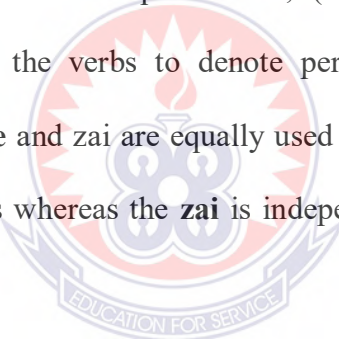 the verbs to denote per
and zai are equally used
whereas the zai is indepe
EDUCATION FOR SERVICE